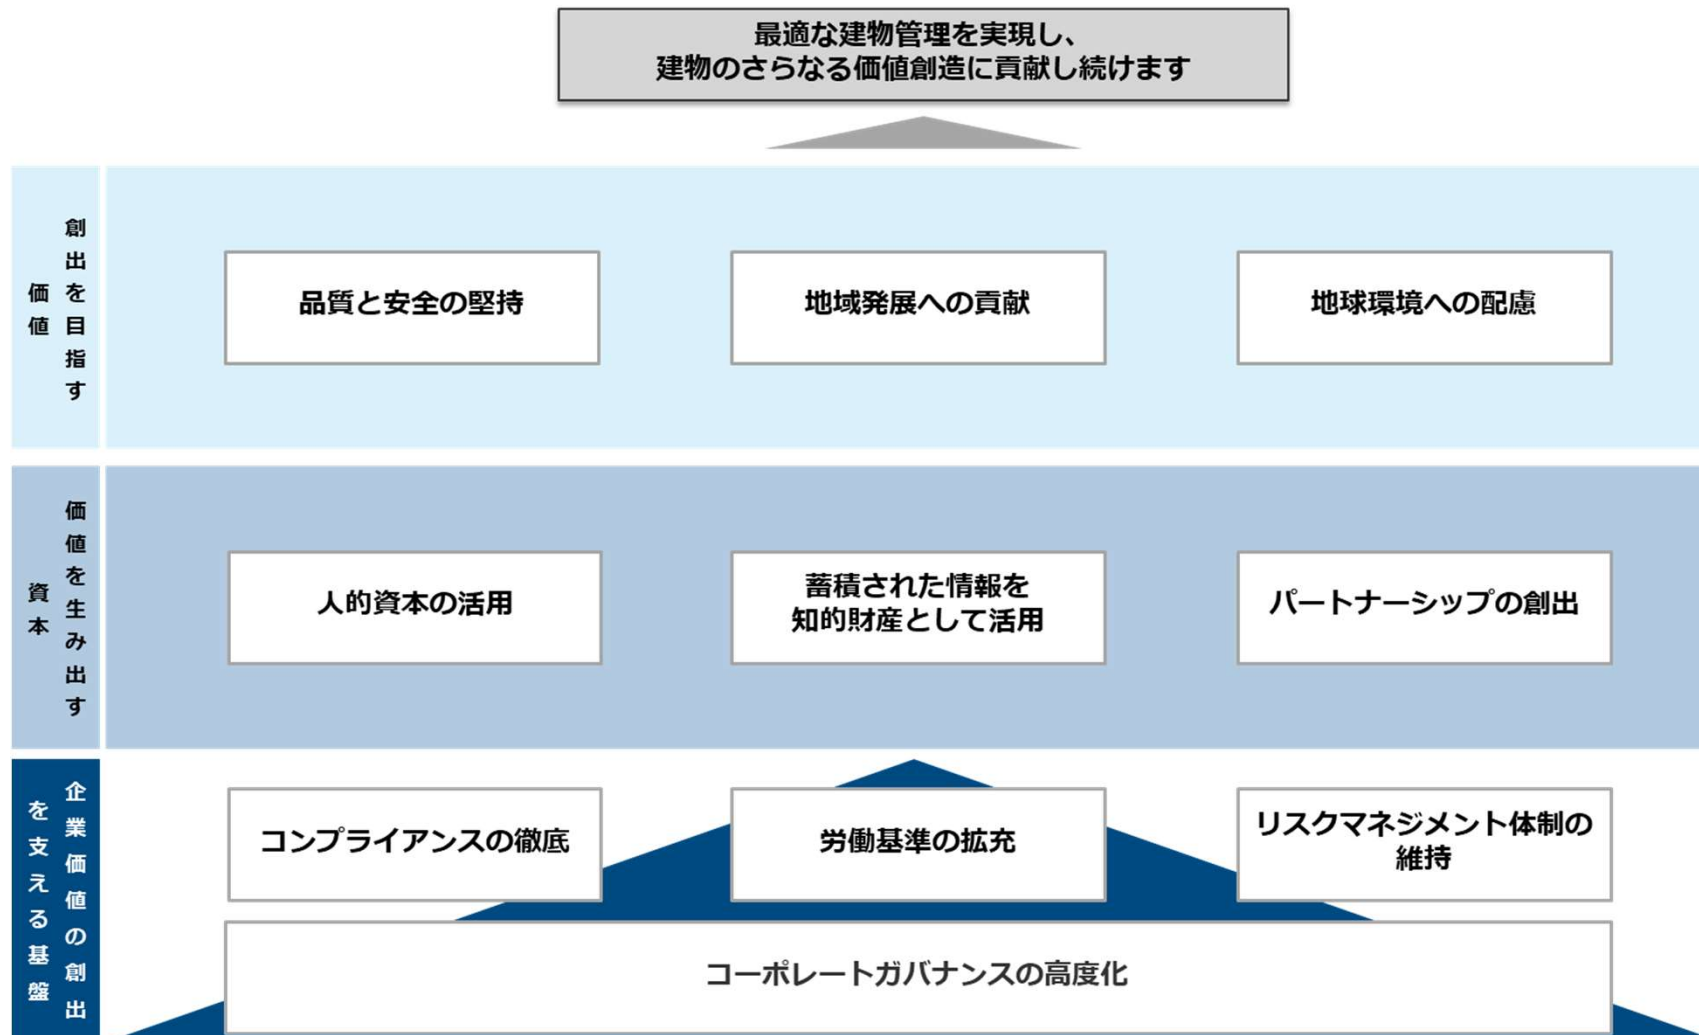 最適な建物管理を実現し、
建物のさらなる価値創造に貢献し続けます
創出を目指す
価値
品質と安全の堅持
地域発展への貢献
地球環境への配慮
価値を生み出す
資本
人的資本の活用
蓄積された情報を
知的財産として活用
パートナーシップの創出
企業価値の創出
を支える基盤
コンプライアンスの徹底
労働基準の拡充
リスクマネジメント体制の
維持
コーポレートガバナンスの高度化